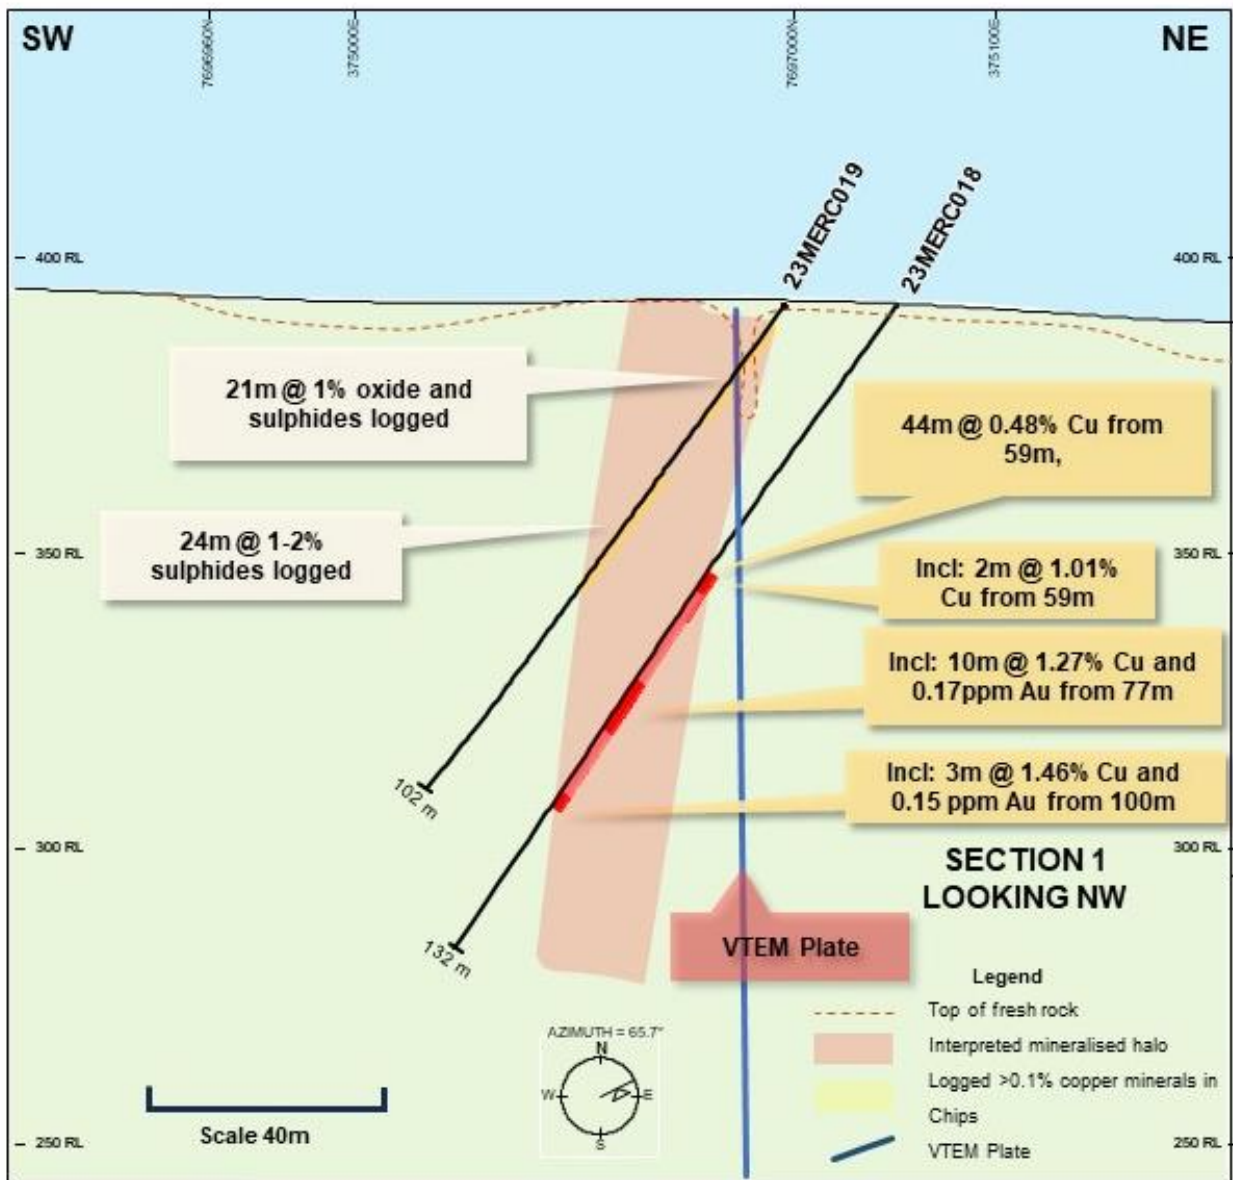 SW
NE
7696960N
375000E
7697000N
375100E
23MERC019
23MERC018
400 RL
400 RL
21m @ 1% oxide and
sulphides logged
44m @ 0.48% Cu from
59m,
24m @ 1-2%
sulphides logged
350 RL
350 RL
Incl: 2m @ 1.01%
Cu from 59m
Incl: 10m @ 1.27% Cu and
0.17ppm Au from 77m
Incl: 3m @ 1.46% Cu and
0.15 ppm Au from 100m
102 m
300 RL
300 RL
SECTION 1
LOOKING NW
132 m
VTEM Plate
Legend
Top of fresh rock
Interpreted mineralised halo
Logged >0.1% copper minerals in
Chips
VTEM Plate
AZIMUTH = 65.7°
N
W
E
S
Scale 40m
250 RL
250 RL